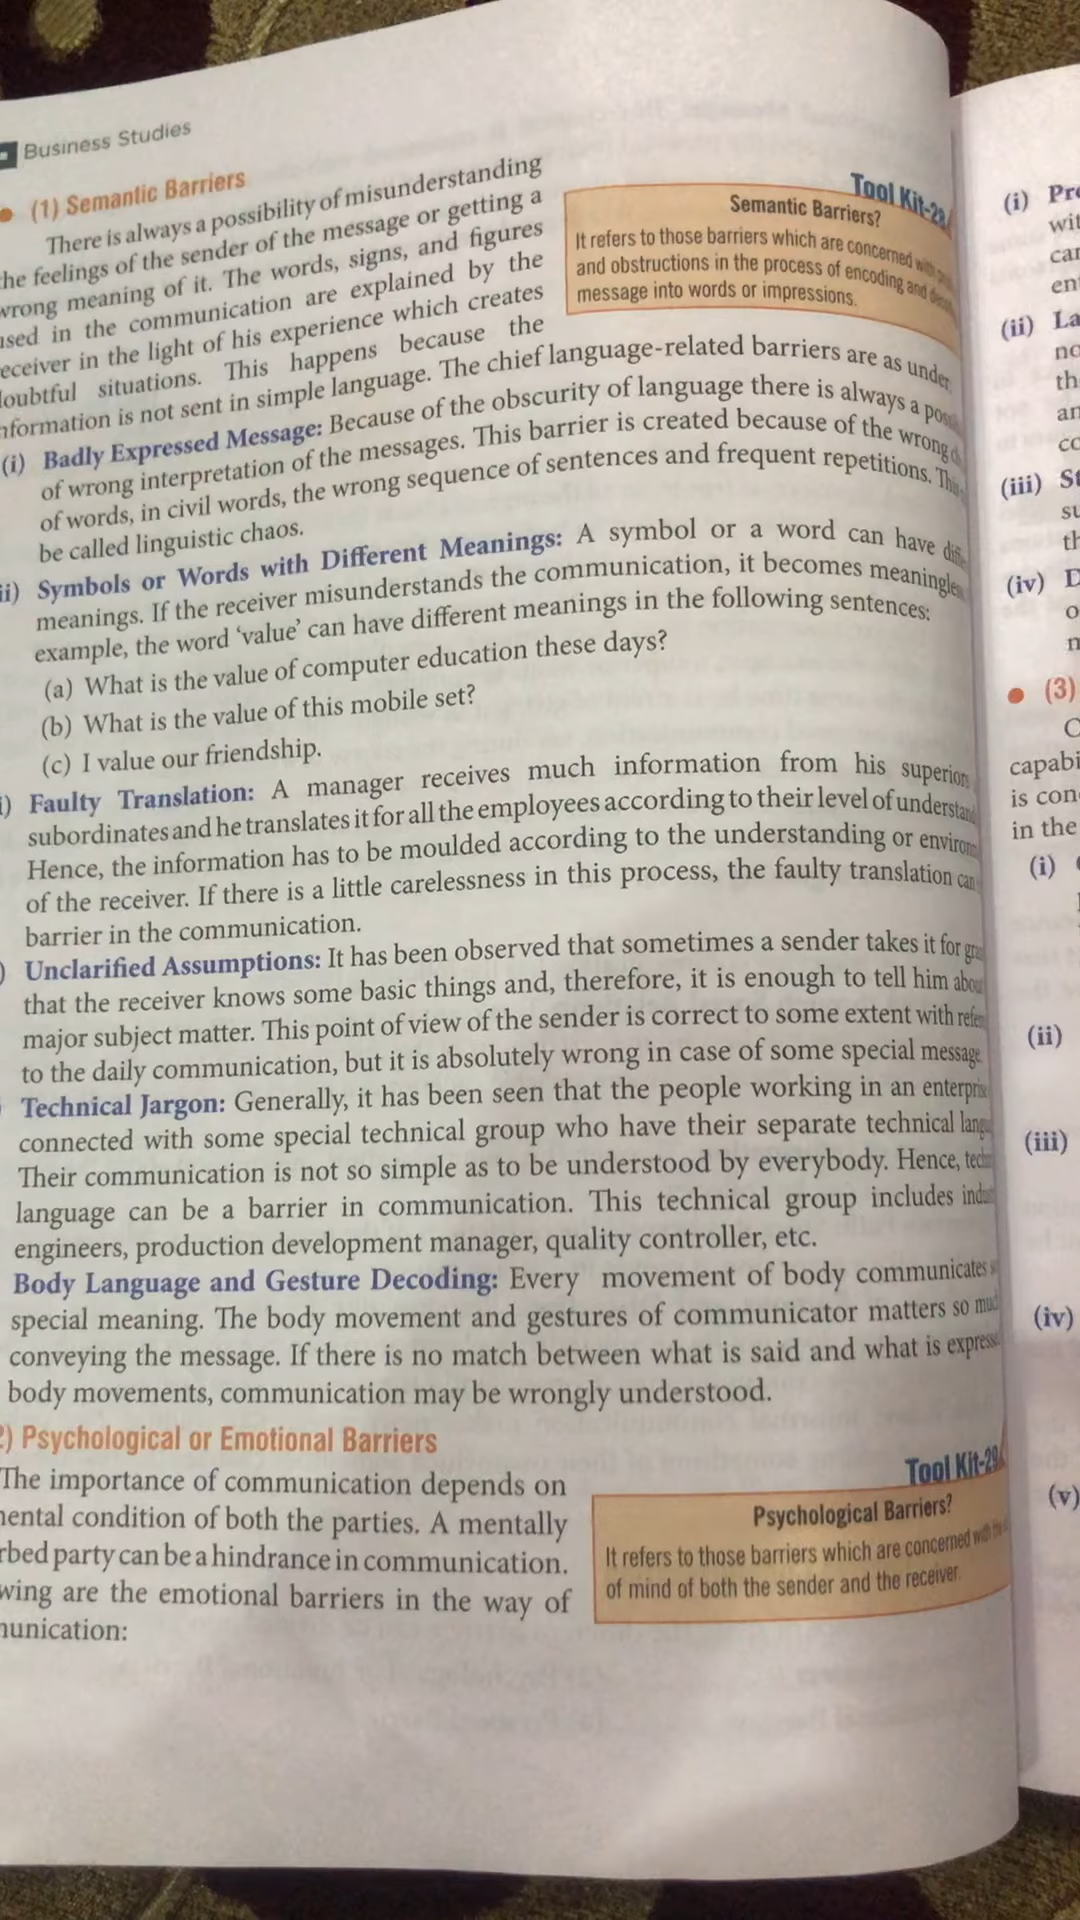 Business Studies
(1) Semantic Barriers
There is always a possibility of misunderstanding
the feelings of the sender of the message or getting a
wrong meaning of it. The words, signs, and figures
used in the communication are explained by the
receiver in the light of his experience which creates
doubtful situations. This happens because the
information is not sent in simple language. The chief language-related barriers are as under
Tool Kit-28
Semantic Barriers?
It refers to those barriers which are concerned with
and obstructions in the process of encoding and
message into words or impressions.
(i) Badly Expressed Message: Because of the obscurity of language there is always a
of wrong interpretation of the messages. This barrier is created because of the wrong
of words, in civil words, the wrong sequence of sentences and frequent repetitions.
be called linguistic chaos.
ii) Symbols or Words with Different Meanings: A symbol or a word can have
meanings. If the receiver misunderstands the communication, it becomes
example, the word ‘value’ can have different meanings in the following sentences:
(a) What is the value of computer education these days?
(b) What is the value of this mobile set?
(c) I value our friendship.
i) Faulty Translation: A manager receives much information from his superiors
subordinates and he translates it for all the employees according to their level of
Hence, the information has to be moulded according to the understanding or
of the receiver. If there is a little carelessness in this process, the faulty translation can
barrier in the communication.
) Unclarified Assumptions: It has been observed that sometimes a sender takes it for
that the receiver knows some basic things and, therefore, it is enough to tell him
major subject matter. This point of view of the sender is correct to some extent with
to the daily communication, but it is absolutely wrong in case of some special message.
Technical Jargon: Generally, it has been seen that the people working in an enterprise
connected with some special technical group who have their separate technical
Their communication is not so simple as to be understood by everybody. Hence,
language can be a barrier in communication. This technical group includes
engineers, production development manager, quality controller, etc.
Body Language and Gesture Decoding: Every movement of body communicates
special meaning. The body movement and gestures of communicator matters so
conveying the message. If there is no match between what is said and what is
body movements, communication may be wrongly understood.
2) Psychological or Emotional Barriers
The importance of communication depends on
mental condition of both the parties. A mentally
rbed party can be a hindrance in communication.
wing are the emotional barriers in the way of
munication:
Tool Kit-29
Psychological Barriers?
It refers to those barriers which are concerned with the
of mind of both the sender and the receiver.
(i)
(ii)
(iii)
(iv)
(3)
capabi
is con
in the
(i)
(ii)
(iii)
(iv)
(v)